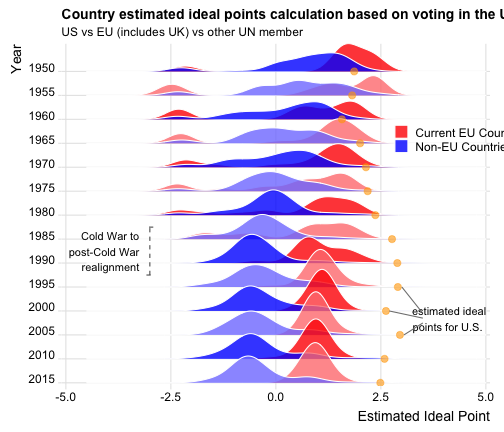 Country estimated ideal points calculation based on voting in the
US vs EU (includes UK) vs other UN member
Year
1950
1955
1960
1965
1970
1975
1980
1985
1990
1995
2000
2005
2010
2015
Current EU Coun
Non-EU Countrie
Cold War to
post-Cold War
realignment
estimated ideal
points for U.S.
-5.0
-2.5
0.0
2.5
5.0
Estimated Ideal Point